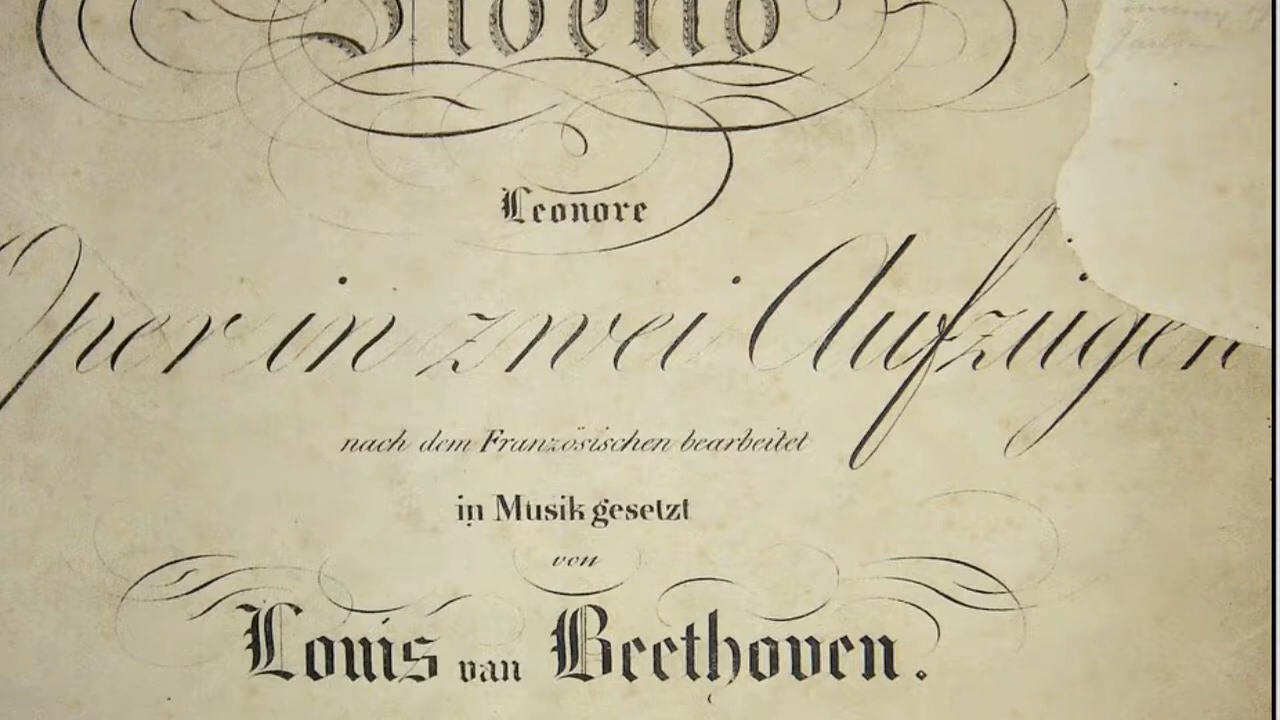 Fidelio
Leonore
Oper in zwei Aufzügen
nach dem Französischen bearbeitet
in Musik gesetzt
von
Louis van Beethoven.